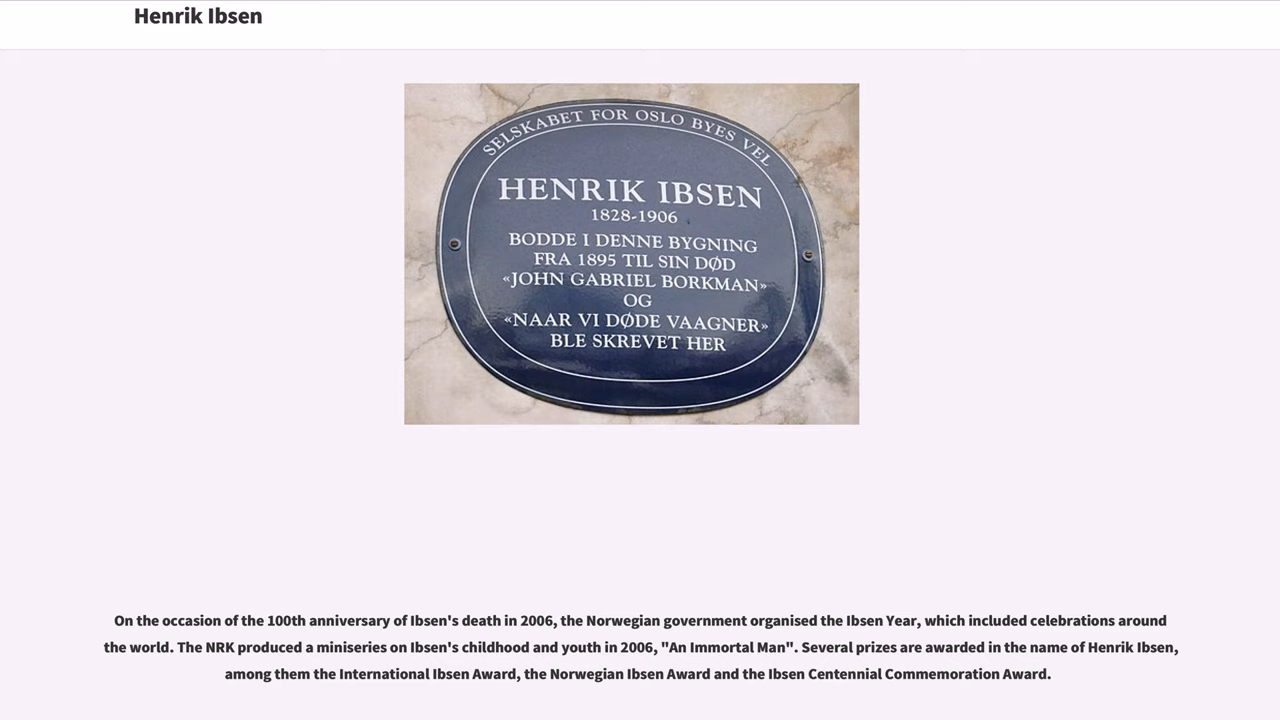 Henrik Ibsen
SELSKABET FOR OSLO BYES VEL
HENRIK IBSEN
1828-1906
BODDE I DENNE BYGNING
FRA 1895 TIL SIN DØD
«JOHN GABRIEL BORKMAN»
OG
«NAAR VI DØDE VAAGNER»
BLE SKREVET HER
On the occasion of the 100th anniversary of Ibsen's death in 2006, the Norwegian government organised the Ibsen Year, which included celebrations around
the world. The NRK produced a miniseries on Ibsen's childhood and youth in 2006, "An Immortal Man". Several prizes are awarded in the name of Henrik Ibsen,
among them the International Ibsen Award, the Norwegian Ibsen Award and the Ibsen Centennial Commemoration Award.